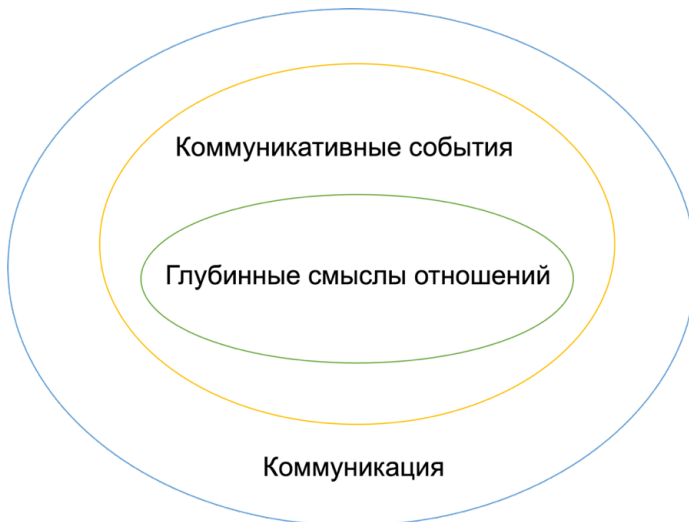 Коммуникативные события
Глубинные смыслы отношений
Коммуникация